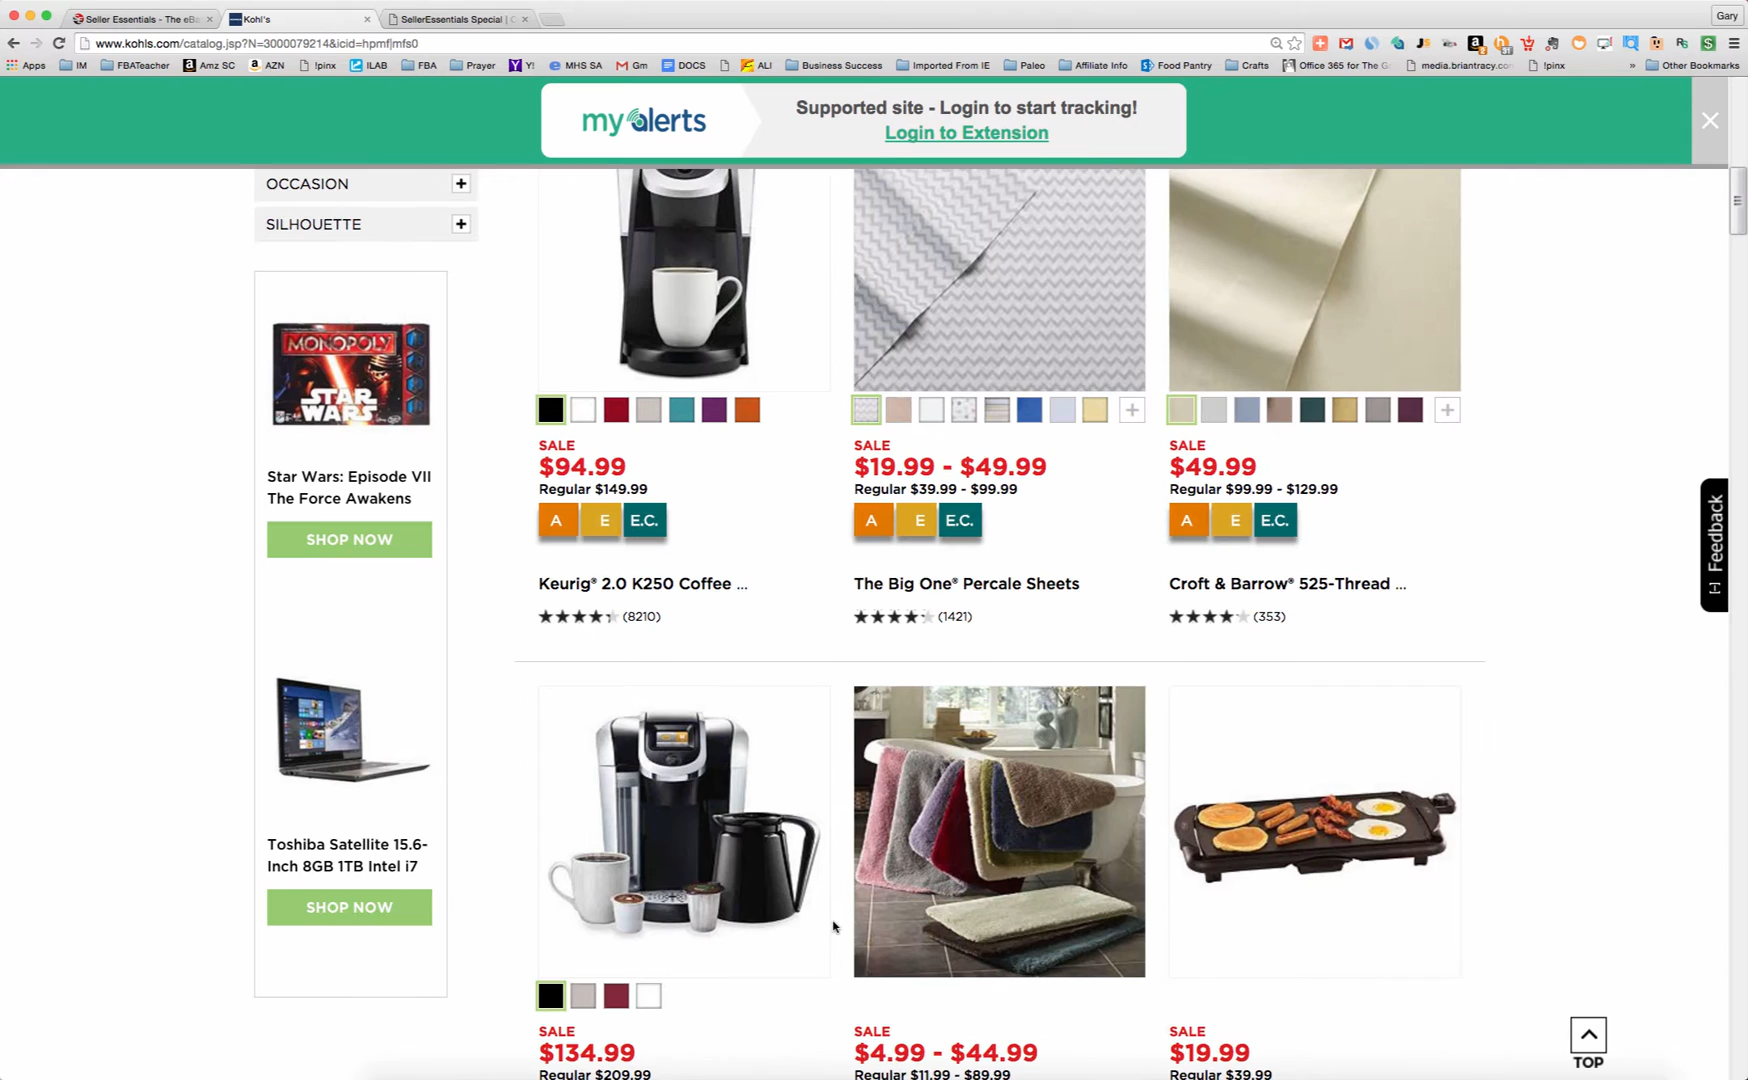 Seller Essentials - The eBa
Kohl's
SellerEssentials Special | C
Gary
www.kohls.com/catalog.jsp?N=3000079214&icid=hpmf|mfs0
Apps IM FBATeacher Amz SC AZN !pinx ILAB FBA Prayer Y! MHS SA Gm DOCS ALI Business Success Imported From IE Paleo Affiliate Info Food Pantry Crafts Office 365 for The G media.briantracy.co !pinx » Other Bookmarks
my alerts
Supported site - Login to start tracking!
Login to Extension
OCCASION +
SILHOUETTE +
MONOPOLY
STAR
WARS
Star Wars: Episode VII
The Force Awakens
SHOP NOW
Toshiba Satellite 15.6-
Inch 8GB 1TB Intel i7
SHOP NOW
SALE
$94.99
Regular $149.99
A E E.C.
Keurig® 2.0 K250 Coffee ...
(8210)
SALE
$19.99 - $49.99
Regular $39.99 - $99.99
A E E.C.
The Big One® Percale Sheets
(1421)
SALE
$49.99
Regular $99.99 - $129.99
A E E.C.
Croft & Barrow® 525-Thread ...
(353)
SALE
$134.99
Regular $209.99
SALE
$4.99 - $44.99
Regular $11.99 - $89.99
SALE
$19.99
Regular $39.99
[-] Feedback
TOP